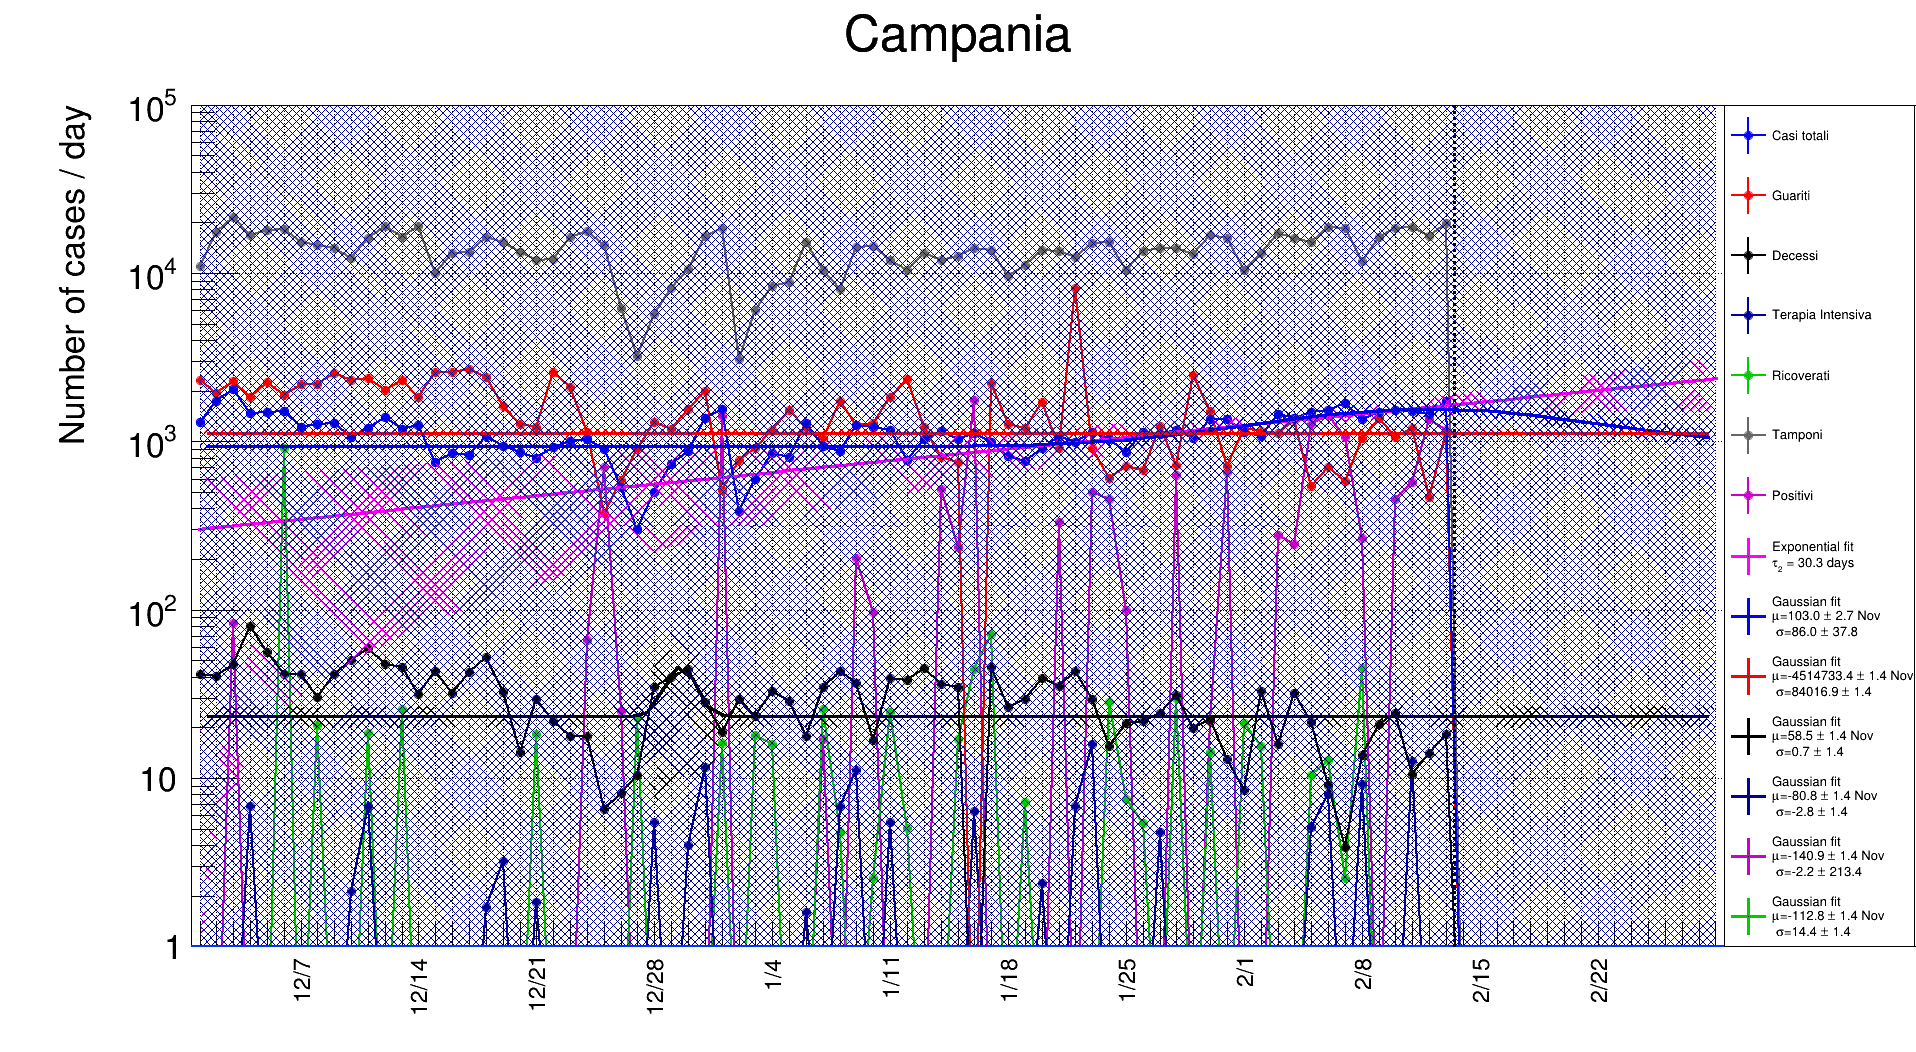 Campania
Number of cases / day
10^5
10^4
10^3
10^2
10
1
12/7
12/14
12/21
12/28
1/4
1/11
1/18
1/25
2/1
2/8
2/15
2/22
Casi totali
Guariti
Decessi
Terapia Intensiva
Ricoverati
Tamponi
Positivi
Exponential fit
τ₂ = 30.3 days
Gaussian fit
μ=103.0 ± 2.7 Nov
σ=86.0 ± 37.8
Gaussian fit
μ=-4514733.4 ± 1.4 Nov
σ=84016.9 ± 1.4
Gaussian fit
μ=58.5 ± 1.4 Nov
σ=0.7 ± 1.4
Gaussian fit
μ=-80.8 ± 1.4 Nov
σ=-2.8 ± 1.4
Gaussian fit
μ=-140.9 ± 1.4 Nov
σ=-2.2 ± 213.4
Gaussian fit
μ=-112.8 ± 1.4 Nov
σ=14.4 ± 1.4